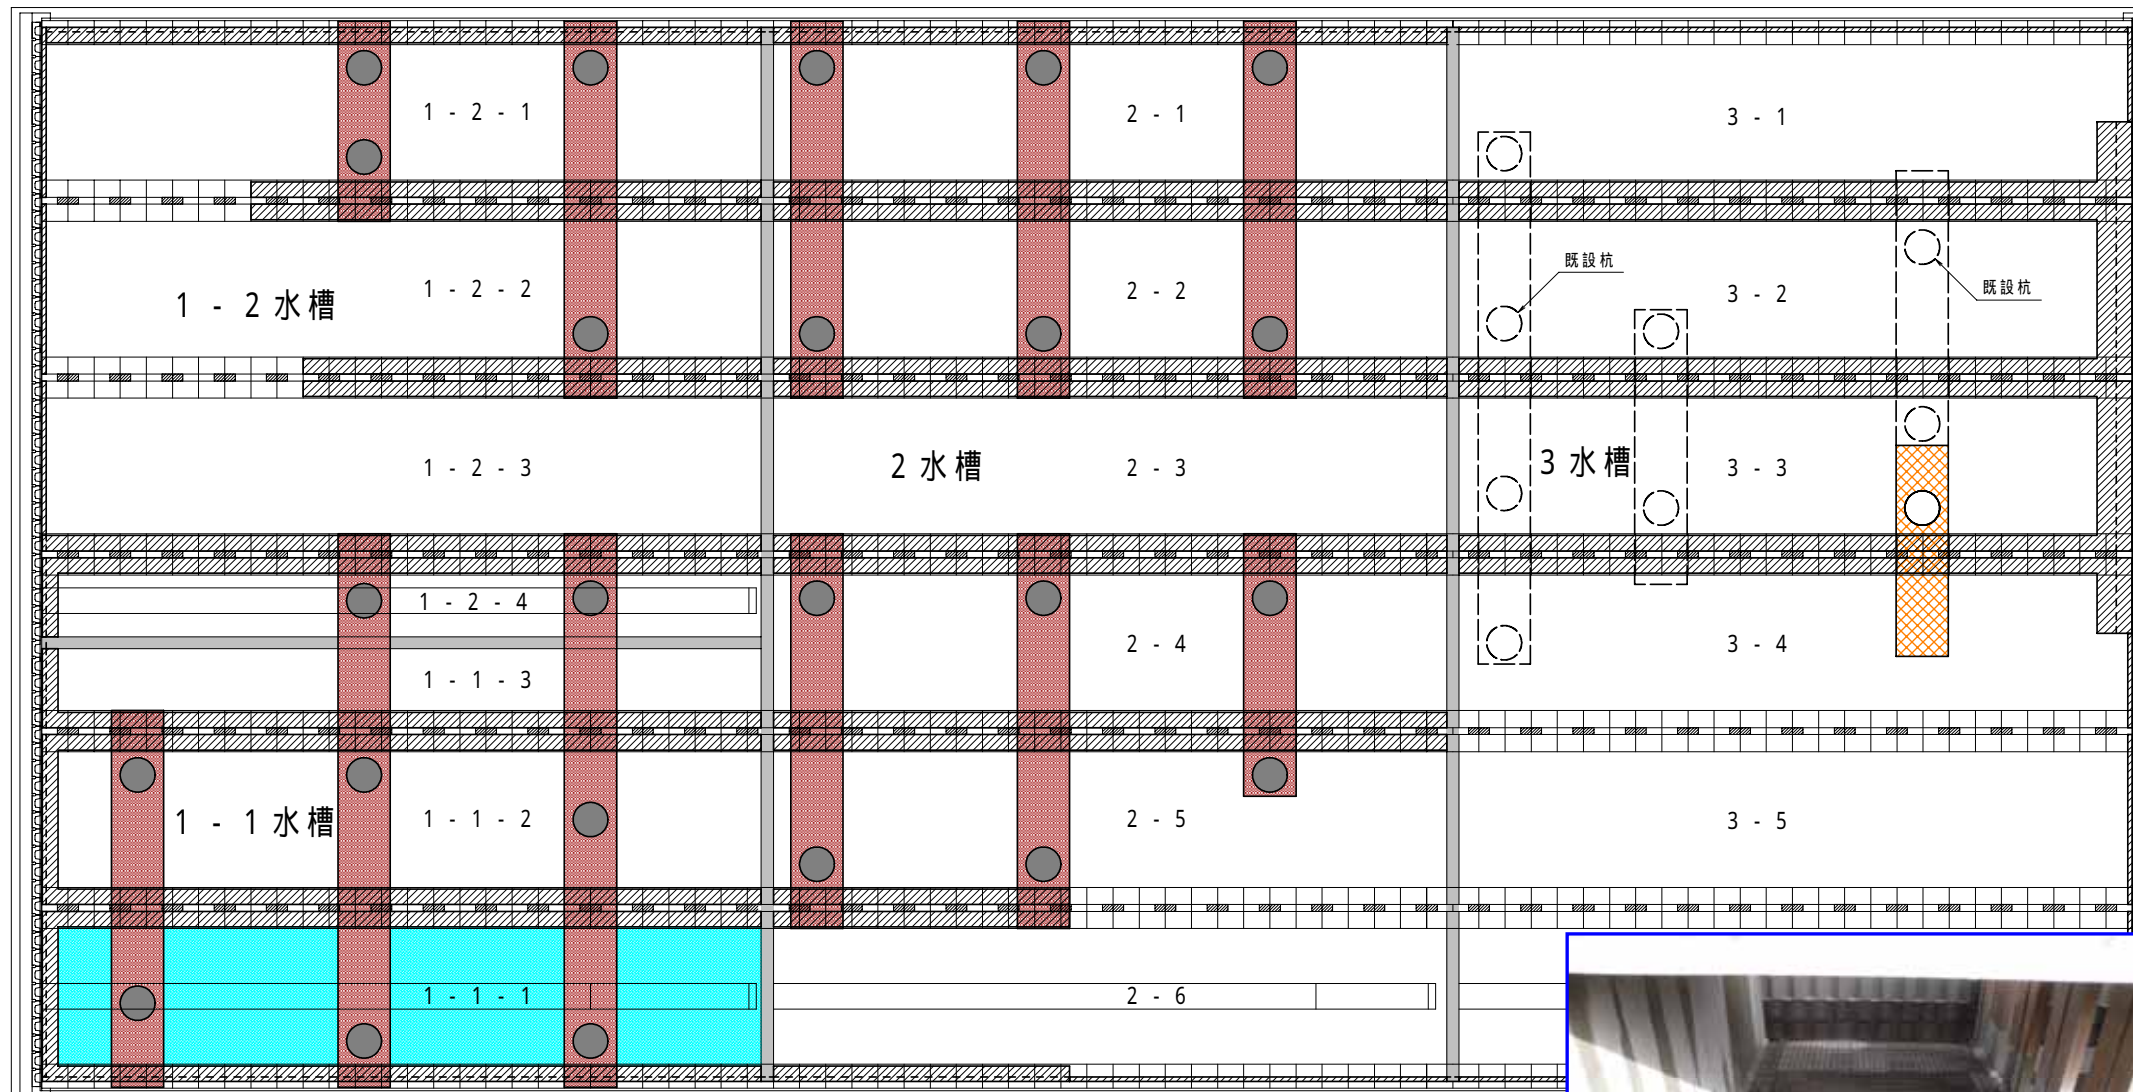 1 - 2 - 1
2 - 1
3 - 1
既設杭
既設杭
1 - 2 水槽
1 - 2 - 2
2 - 2
3 - 2
1 - 2 - 3
2 水槽
2 - 3
3 水槽
3 - 3
1 - 2 - 4
2 - 4
3 - 4
1 - 1 - 3
1 - 1 水槽
1 - 1 - 2
2 - 5
3 - 5
1 - 1 - 1
2 - 6